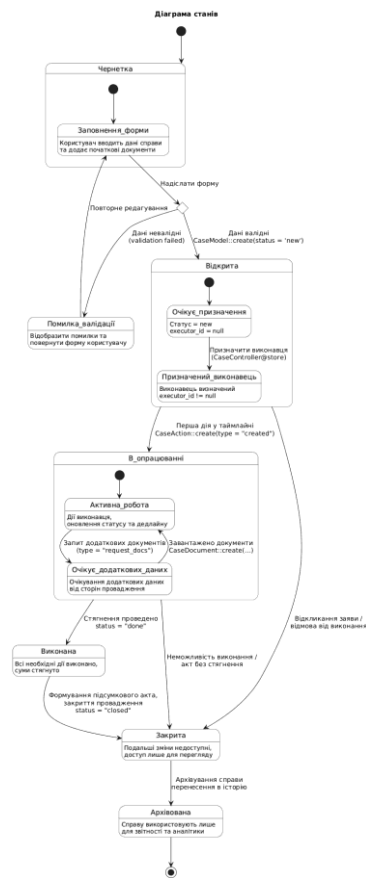 Діаграма станів
Чернетка
Заповнення_форми
Користувач вводить дані справи
та додає початкові документи
Надіслати форму
Повторне редагування
Дані невалідні
(validation failed)
Дані валідні
CaseModel::create(status = 'new')
Відкрита
Очікує_призначення
Статус = new
executor_id = null
Помилка_валідації
Відобразити помилки та
повернути форму користувачу
Призначити виконавця
(CaseController@store)
Призначений_виконавець
Виконавець визначений
executor_id != null
Перша дія у таймлайні
CaseAction::create(type = "created")
В_опрацюванні
Активна_робота
Дії виконавця,
оновлення статусу та дедлайну
Запит додаткових документів
(type = "request_docs")
Завантажено документи
CaseDocument::create(...)
Очікує_додаткових_даних
Очікування додаткових даних
від сторін провадження
Стягнення проведено
status = "done"
Відкликання заяви /
відмова від виконання
Виконана
Всі необхідні дії виконано,
суми стягнуто
Неможливість виконання /
акт без стягнення
Формування підсумкового акта,
закриття провадження
status = "closed"
Закрита
Подальші зміни недоступні,
доступ лише для перегляду
Архівування справи
перенесення в історію
Архівована
Справу використовують лише
для звітності та аналітики